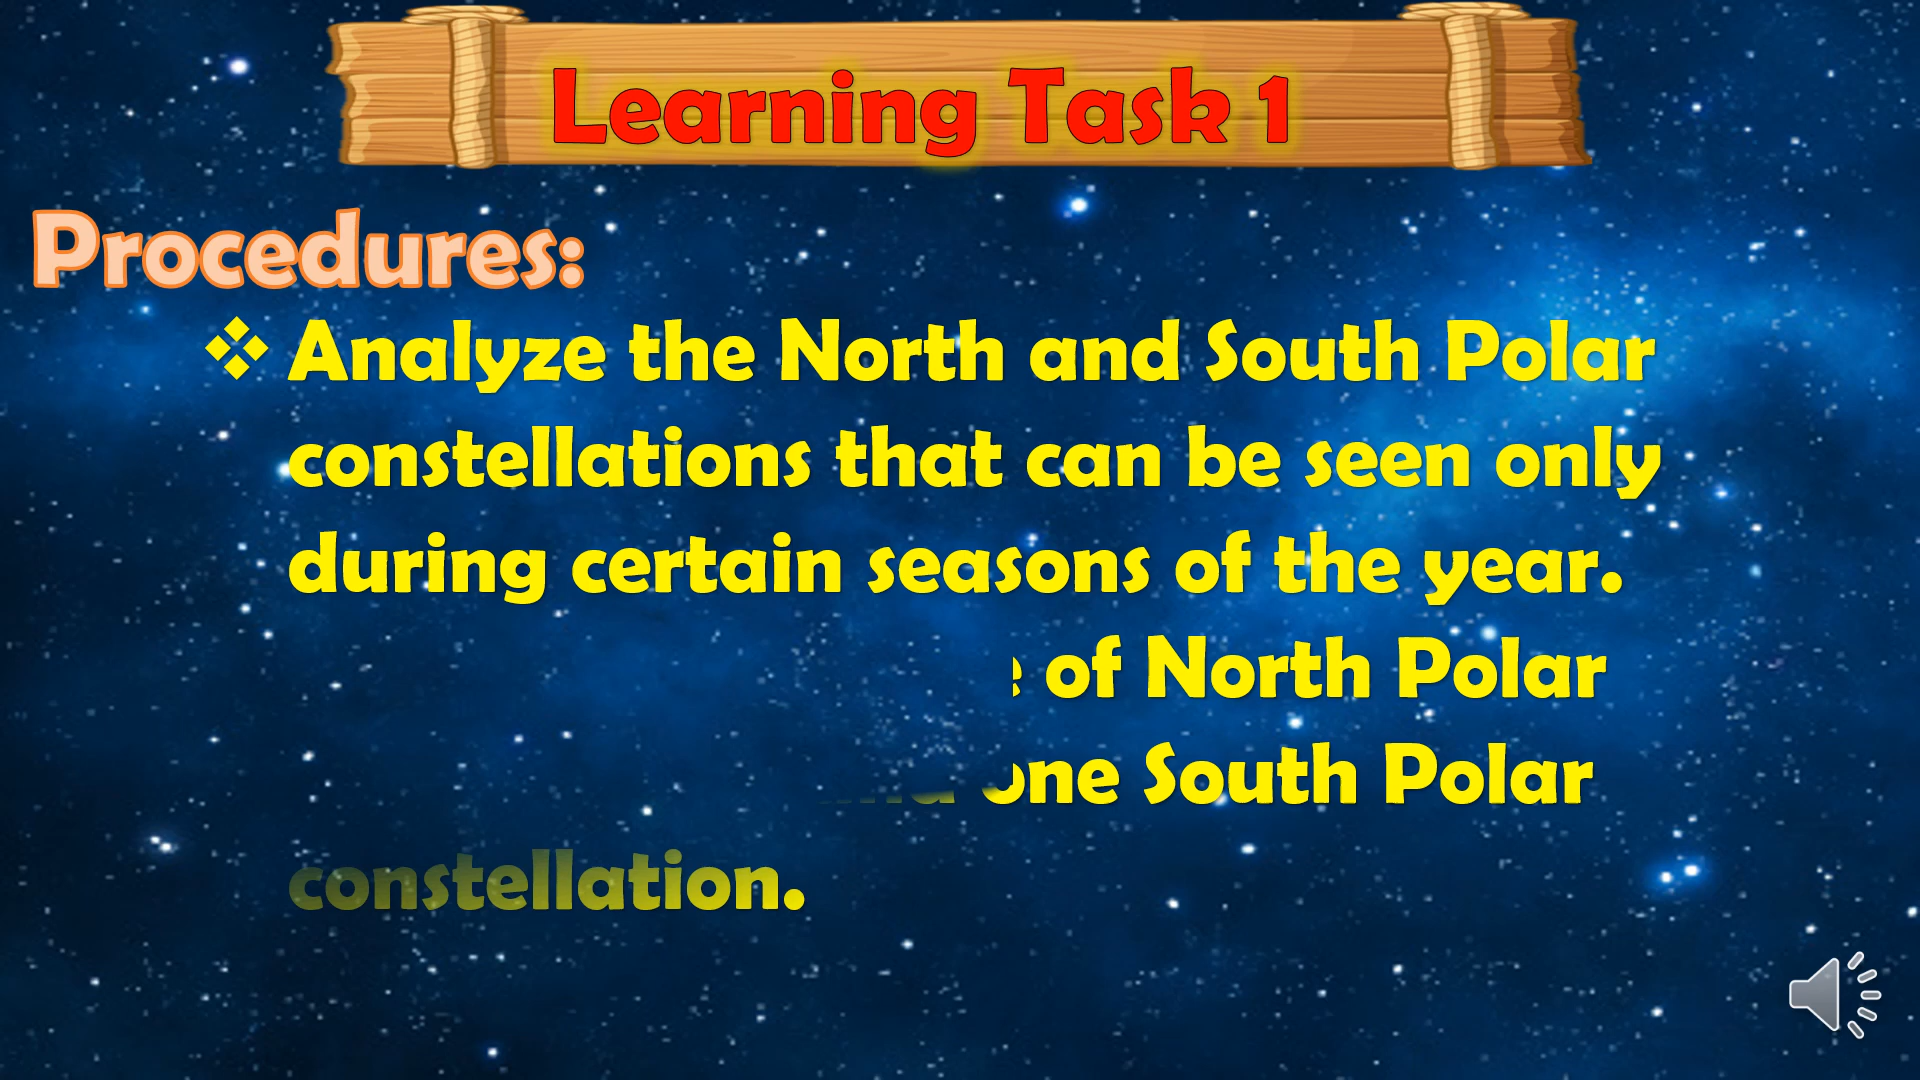 Learning Task 1
Procedures:
❖ Analyze the North and South Polar
constellations that can be seen only
during certain seasons of the year.
of North Polar
one South Polar
constellation.